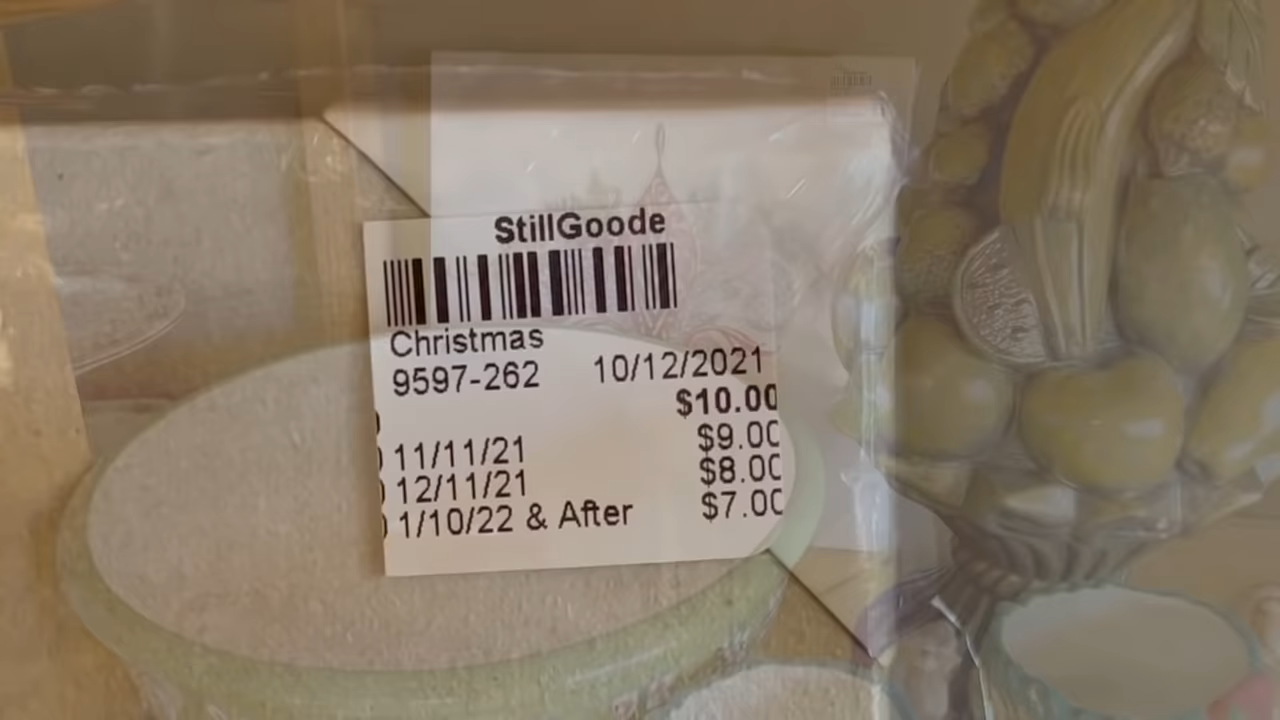 StillGoode
Christmas
9597-262 10/12/2021
$10.00
11/11/21 $9.00
12/11/21 $8.00
1/10/22 & After $7.00